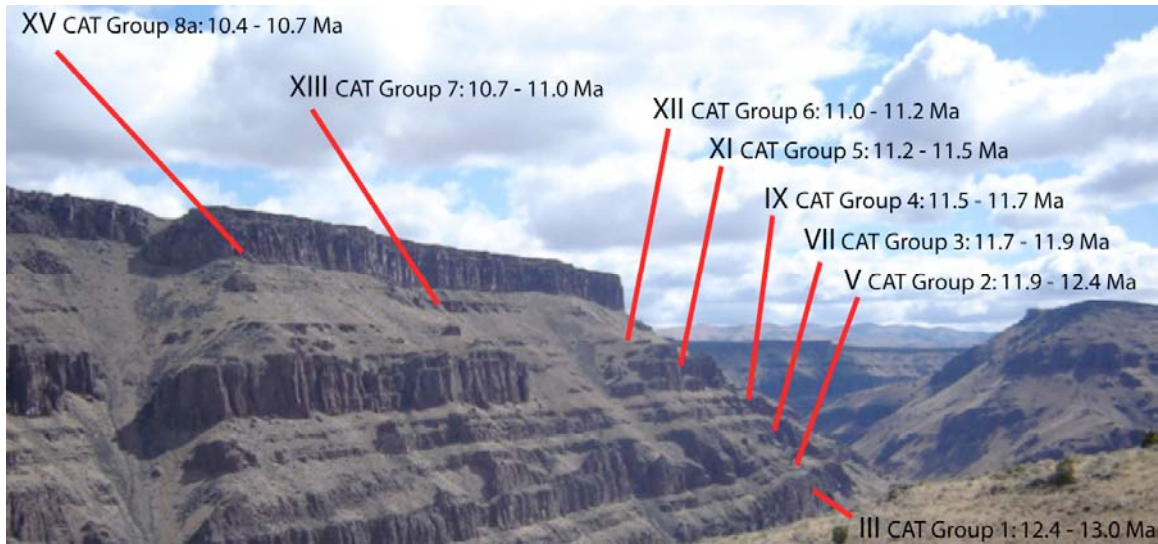 XV CAT Group 8a: 10.4 - 10.7 Ma
XIII CAT Group 7: 10.7 - 11.0 Ma
XII CAT Group 6: 11.0 - 11.2 Ma
XI CAT Group 5: 11.2 - 11.5 Ma
IX CAT Group 4: 11.5 - 11.7 Ma
VII CAT Group 3: 11.7 - 11.9 Ma
V CAT Group 2: 11.9 - 12.4 Ma
III CAT Group 1: 12.4 - 13.0 Ma